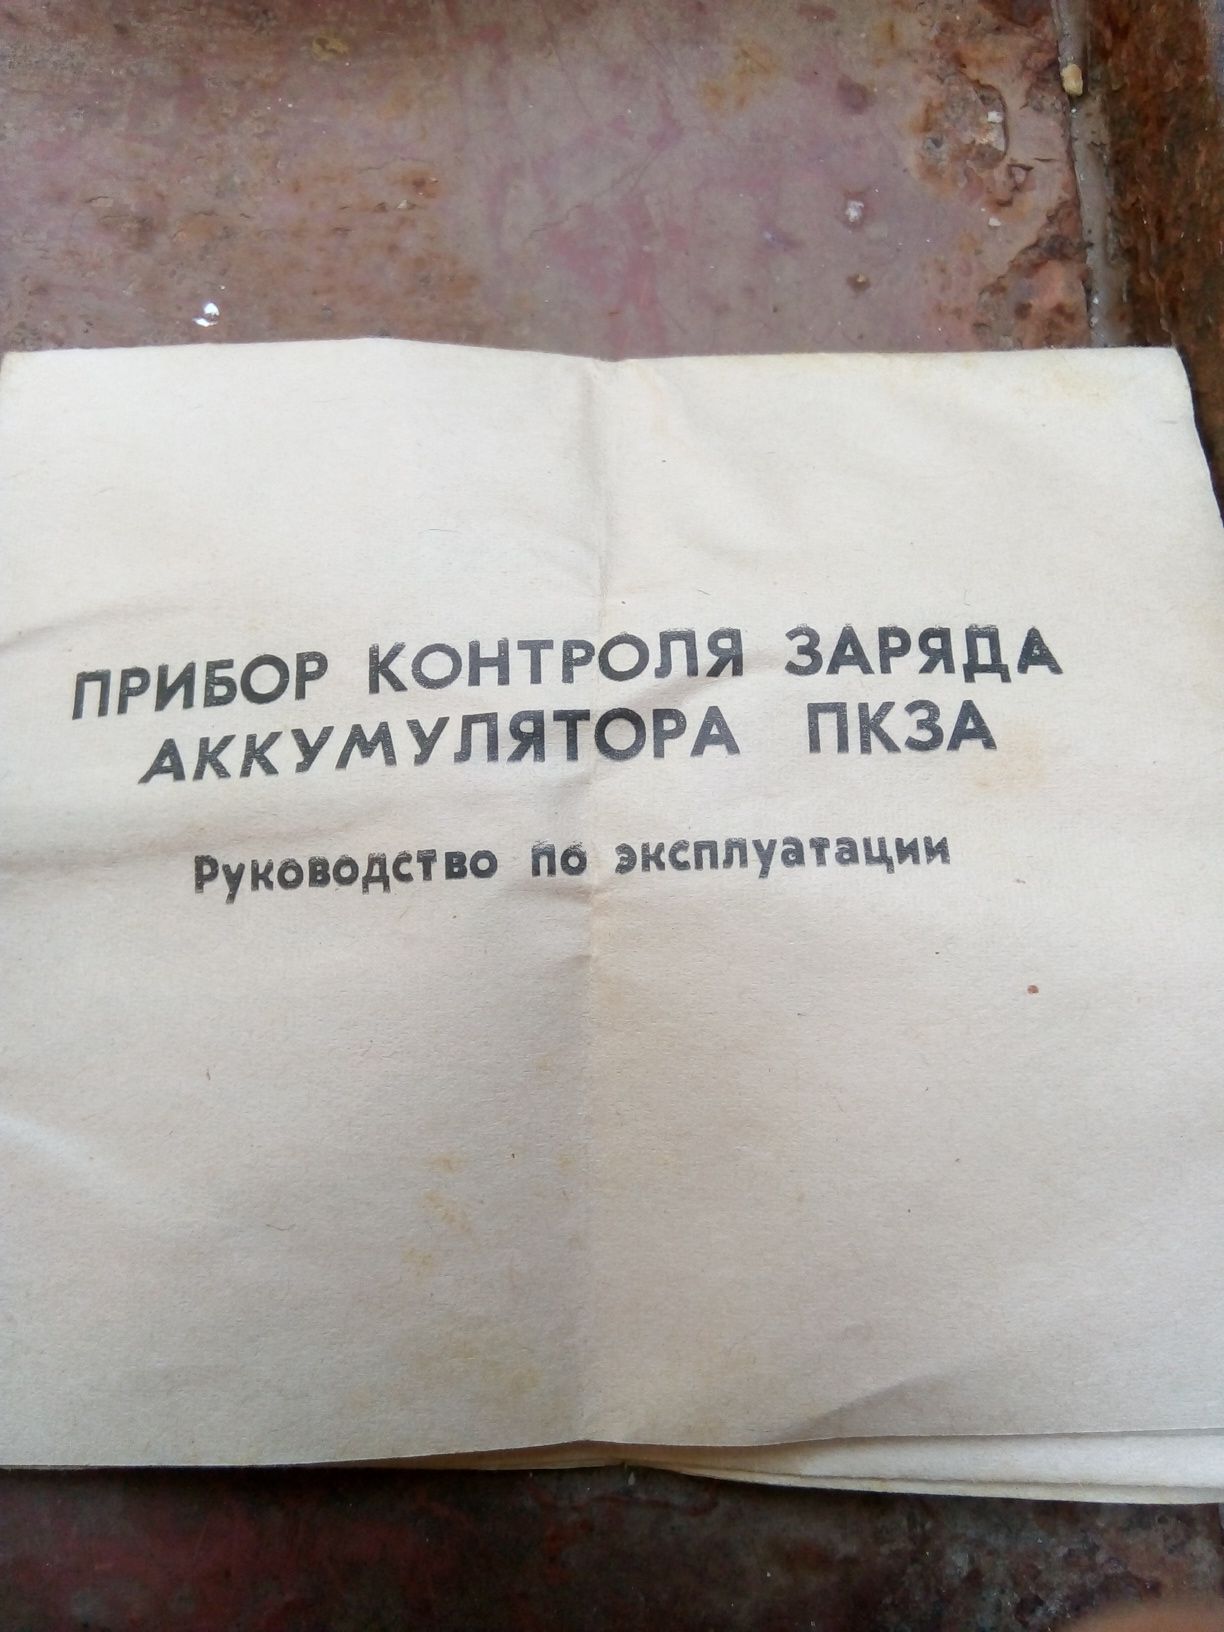 ПРИБОР КОНТРОЛЯ ЗАРЯДА
АККУМУЛЯТОРА ПКЗА
Руководство по эксплуатации